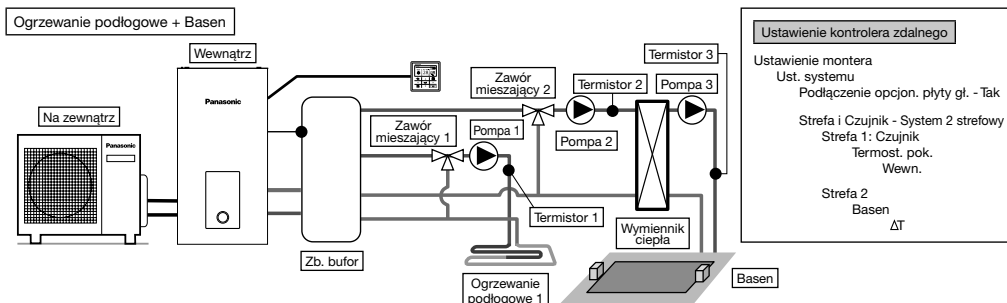 Ogrzewanie podłogowe + Basen
Na zewnątrz
Panasonic
Wewnątrz
Panasonic
Zb. bufor
Zawór
mieszający 1
Pompa 1
Termistor 1
Ogrzewanie
podłogowe 1
Zawór
mieszający 2
Termistor 2
Pompa 2
Pompa 3
Termistor 3
Wymiennik
ciepła
Basen
Ustawienie kontrolera zdalnego
Ustawienie montera
Ust. systemu
Podłączenie opcjon. płyty gł. - Tak
Strefa i Czujnik - System 2 strefowy
Strefa 1: Czujnik
Termost. pok.
Wewn.
Strefa 2
Basen
ΔT